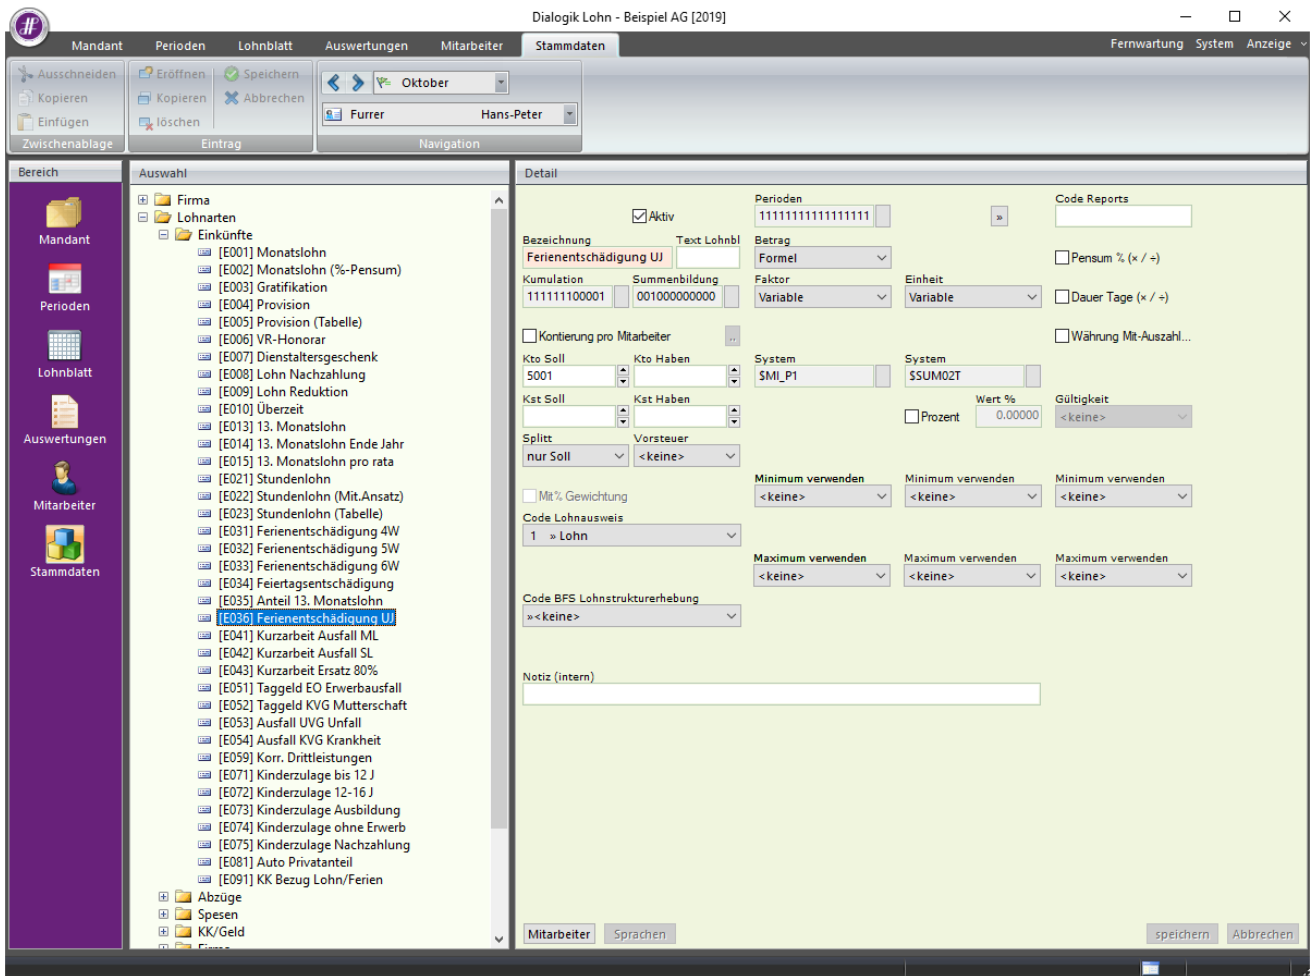 Dialogik Lohn - Beispiel AG [2019]
Mandant Perioden Lohnblatt Auswertungen Mitarbeiter Stammdaten Fernwartung System Anzeige
Ausschneiden Eröffnen Speichern
Kopieren Kopieren Abbrechen Oktober
Einfügen löschen Furrer Hans-Peter
Zwischenablage Eintrag Navigation
Bereich
Mandant
Perioden
Lohnblatt
Auswertungen
Mitarbeiter
Stammdaten
Auswahl
Firma
Lohnarten
Einkünfte
[E001] Monatslohn
[E002] Monatslohn (%-Pensum)
[E003] Gratifikation
[E004] Provision
[E005] Provision (Tabelle)
[E006] VR-Honorar
[E007] Dienstaltersgeschenk
[E008] Lohn Nachzahlung
[E009] Lohn Reduktion
[E010] Überzeit
[E013] 13. Monatslohn
[E014] 13. Monatslohn Ende Jahr
[E015] 13. Monatslohn pro rata
[E021] Stundenlohn
[E022] Stundenlohn (Mit.Ansatz)
[E023] Stundenlohn (Tabelle)
[E031] Ferienentschädigung 4W
[E032] Ferienentschädigung 5W
[E033] Ferienentschädigung 6W
[E034] Feiertagsentschädigung
[E035] Anteil 13. Monatslohn
[E036] Ferienentschädigung UJ
[E041] Kurzarbeit Ausfall ML
[E042] Kurzarbeit Ausfall SL
[E043] Kurzarbeit Ersatz 80%
[E051] Taggeld EO Erwerbausfall
[E052] Taggeld KVG Mutterschaft
[E053] Ausfall UVG Unfall
[E054] Ausfall KVG Krankheit
[E059] Korr. Drittleistungen
[E071] Kinderzulage bis 12 J
[E072] Kinderzulage 12-16 J
[E073] Kinderzulage Ausbildung
[E074] Kinderzulage ohne Erwerb
[E075] Kinderzulage Nachzahlung
[E081] Auto Privatanteil
[E091] KK Bezug Lohn/Ferien
Abzüge
Spesen
KK/Geld
Firma
Detail
Perioden Code Reports
Aktiv 11111111111111111 »
Bezeichnung Text Lohnbl Betrag
Ferienentschädigung UJ Formel Pensum % (× / ÷)
Kumulation Summenbildung Faktor Einheit
111111100001 001000000000 Variable Variable Dauer Tage (× / ÷)
Kontierung pro Mitarbeiter .. Währung Mit-Auszahl...
Kto Soll Kto Haben System System
5001 $MI_P1 $SUM02T
Kst Soll Kst Haben Wert % Gültigkeit
Prozent 0.00000 <keine>
Splitt Vorsteuer
nur Soll <keine>
Minimum verwenden Minimum verwenden Minimum verwenden
Mit% Gewichtung <keine> <keine> <keine>
Code Lohnausweis
1 » Lohn
Maximum verwenden Maximum verwenden Maximum verwenden
<keine> <keine> <keine>
Code BFS Lohnstrukturerhebung
»<keine>
Notiz (intern)
Mitarbeiter Sprachen speichern Abbrechen